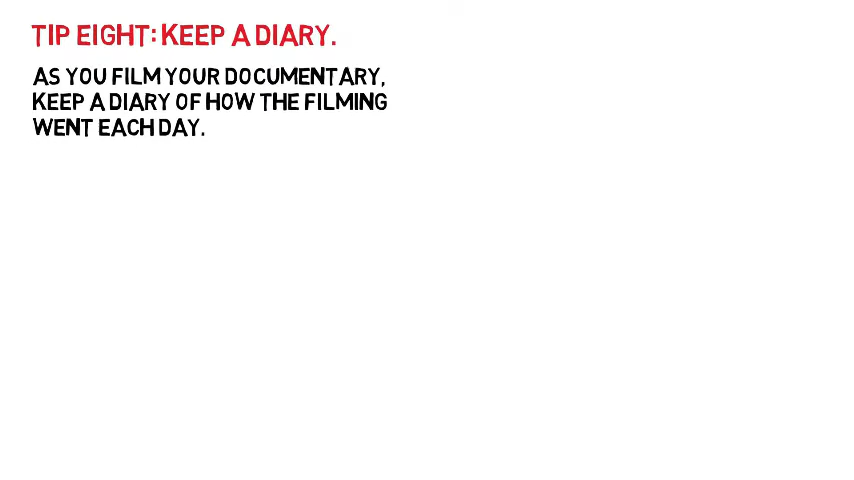 TIP EIGHT: KEEP A DIARY.
AS YOU FILM YOUR DOCUMENTARY,
KEEP A DIARY OF HOW THE FILMING
WENT EACH DAY.